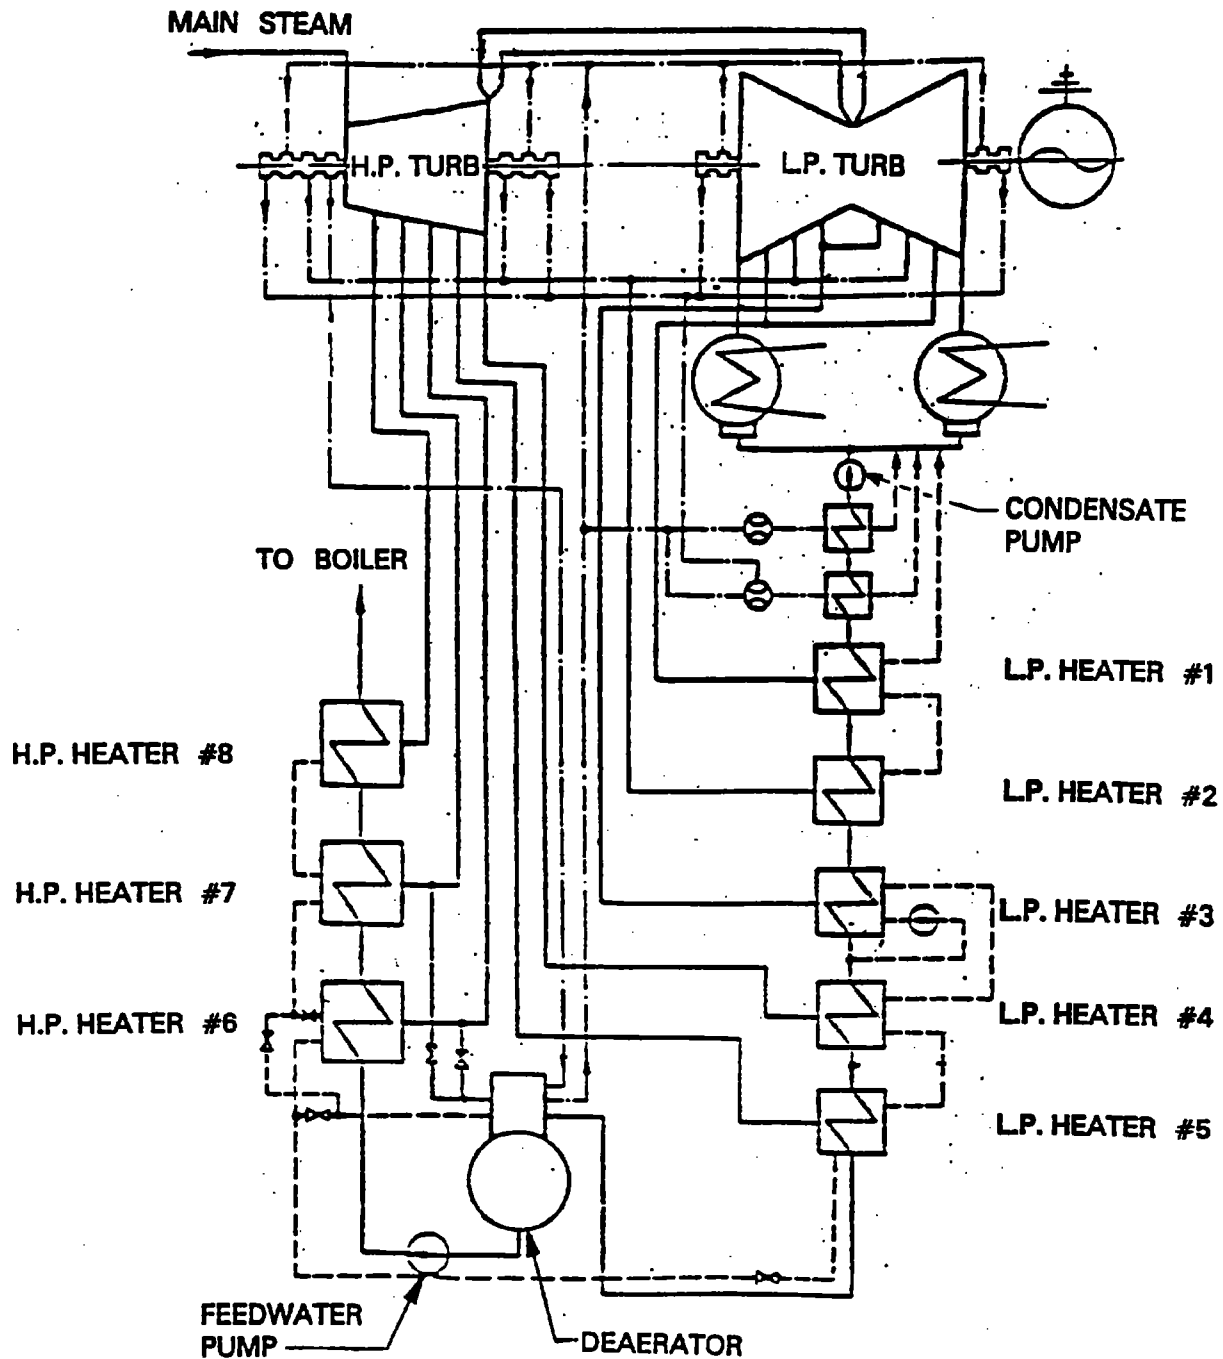 MAIN STEAM
H.P. TURB
L.P. TURB
CONDENSATE
PUMP
TO BOILER
L.P. HEATER #1
H.P. HEATER #8
L.P. HEATER #2
H.P. HEATER #7
L.P. HEATER #3
H.P. HEATER #6
L.P. HEATER #4
L.P. HEATER #5
FEEDWATER
PUMP
DEAERATOR